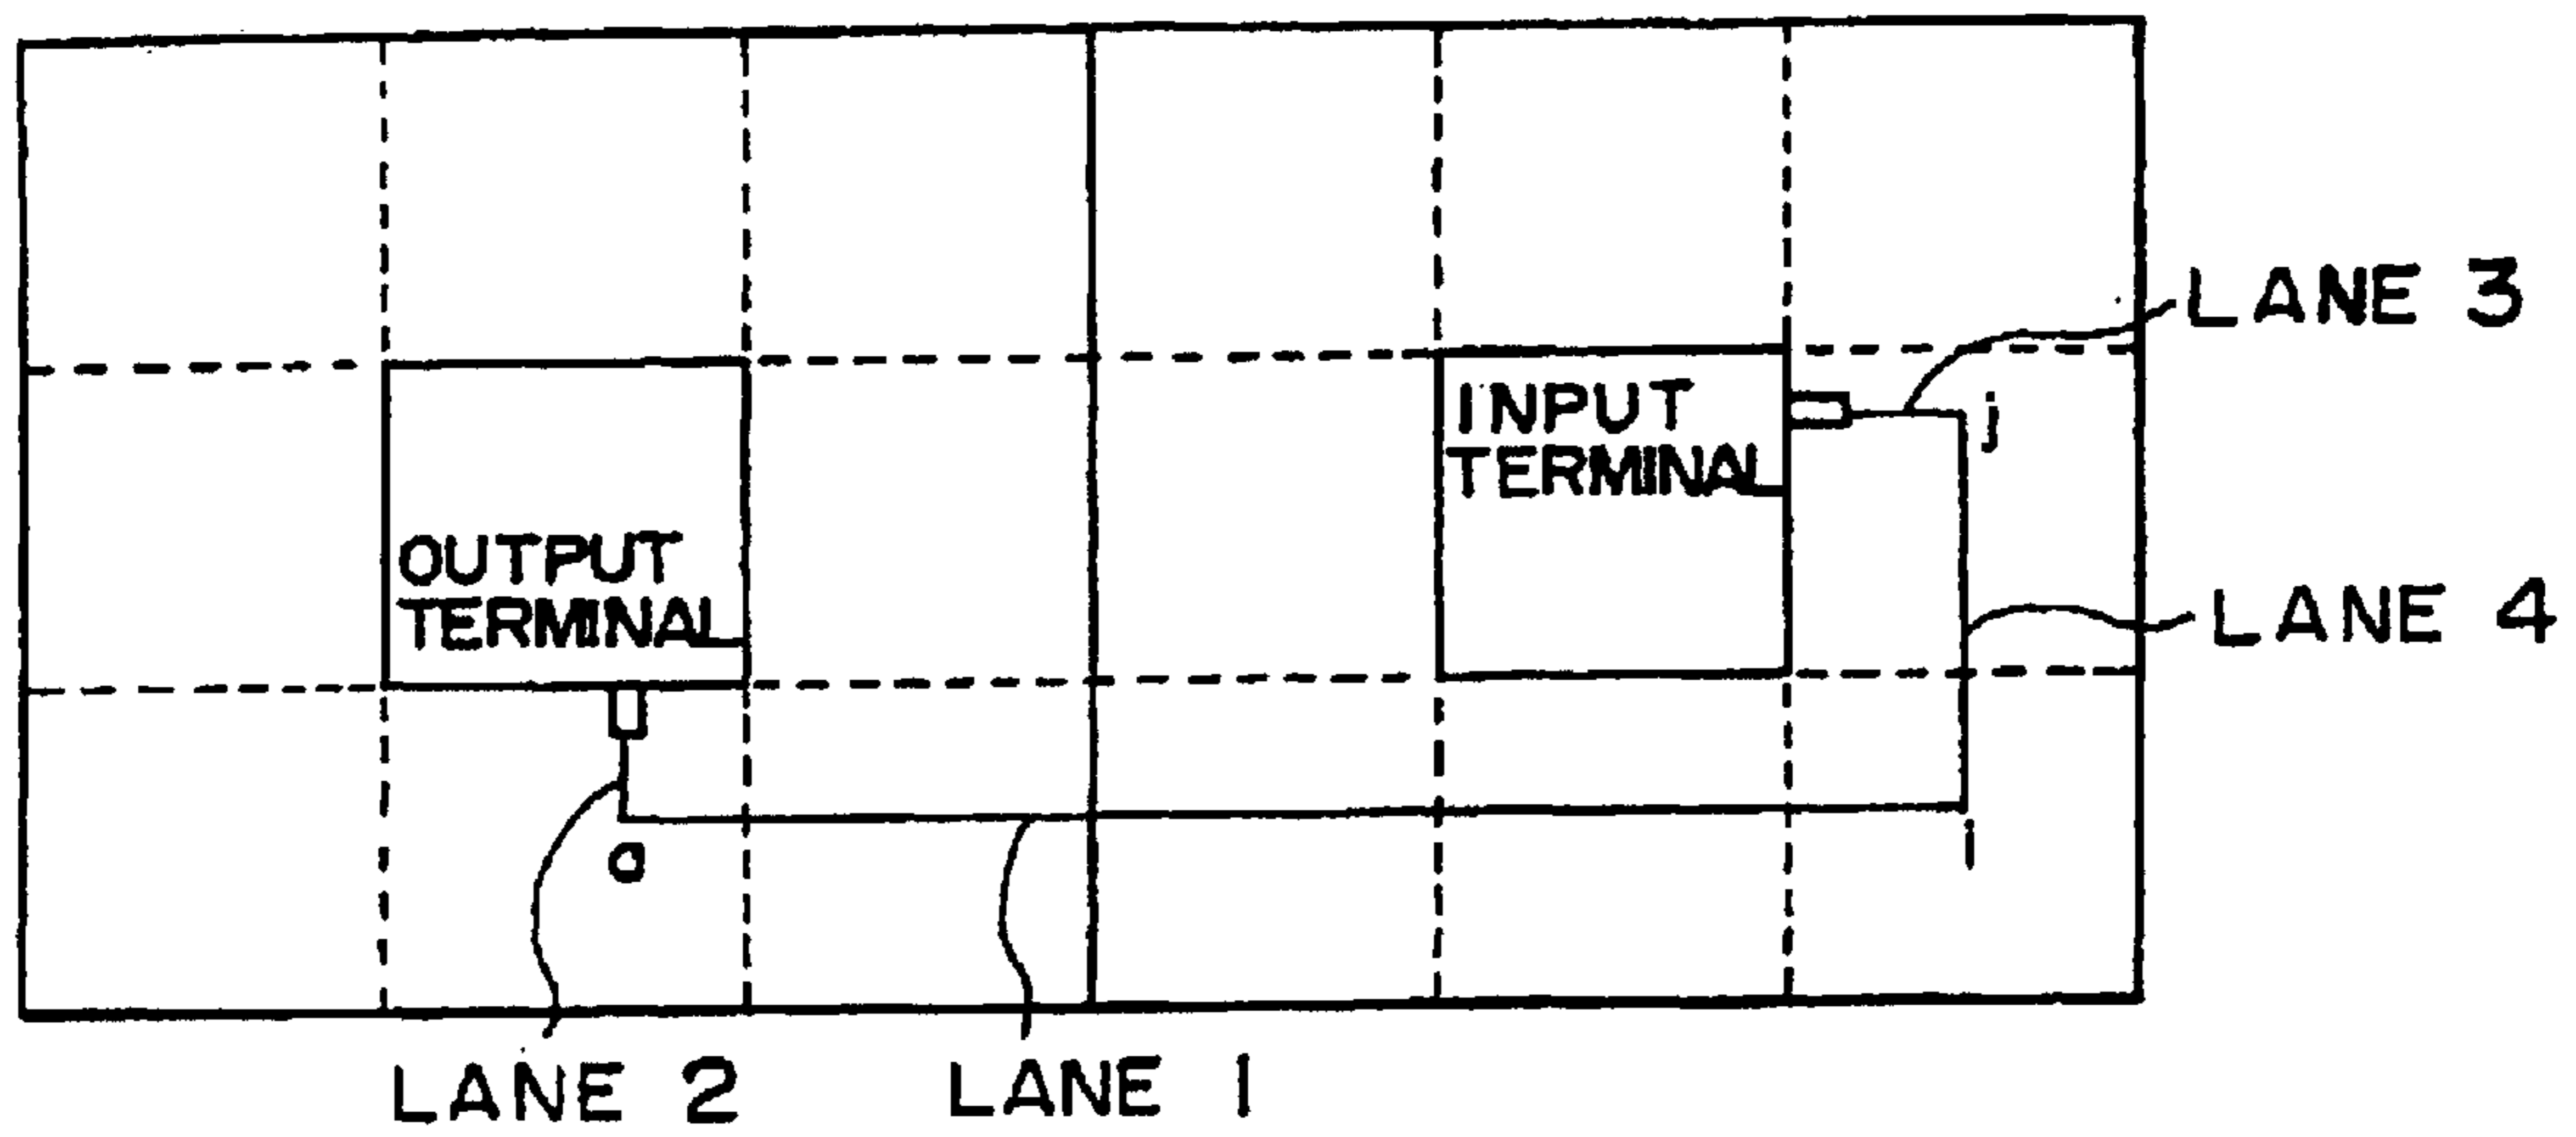 LANE 3
j
INPUT
TERMINAL
OUTPUT
TERMINAL
LANE 4
a
i
LANE 2
LANE 1